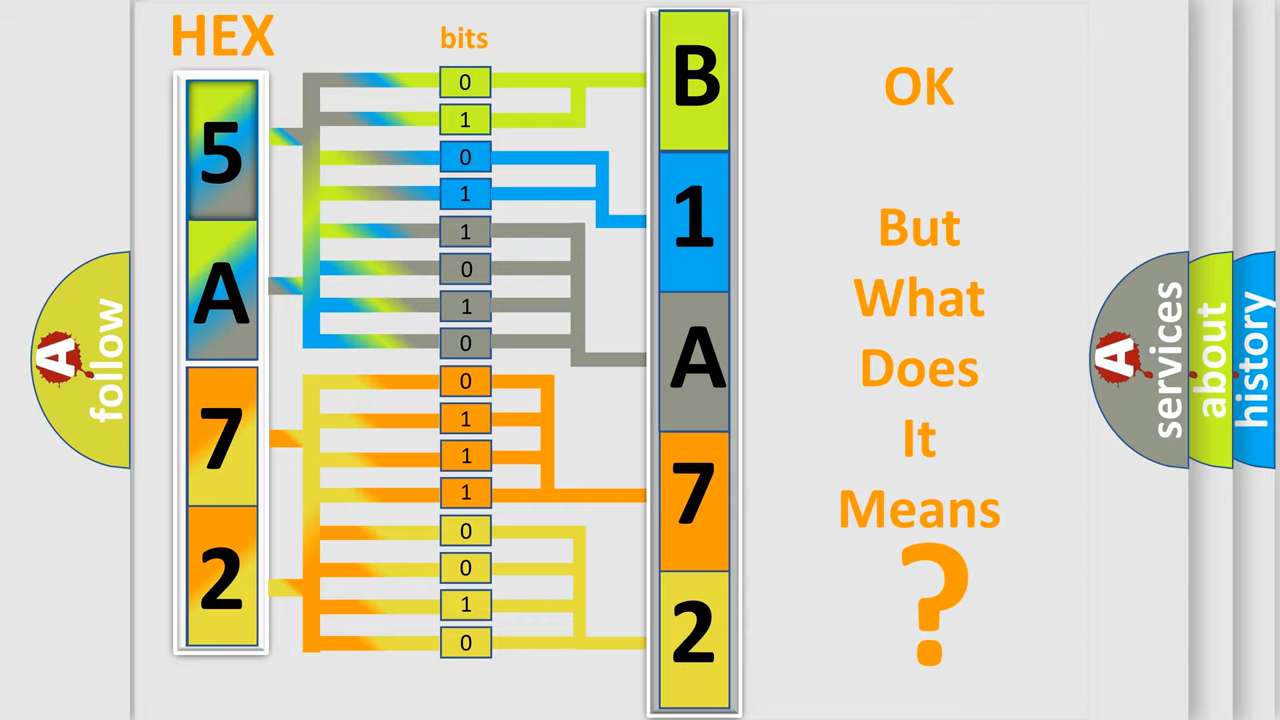 HEX
bits
5
A
7
2
0
1
0
1
1
0
1
0
0
1
1
1
0
0
1
0
B
1
A
7
2
OK
But
What
Does
It
Means
?
A
follow
A
services
about
history